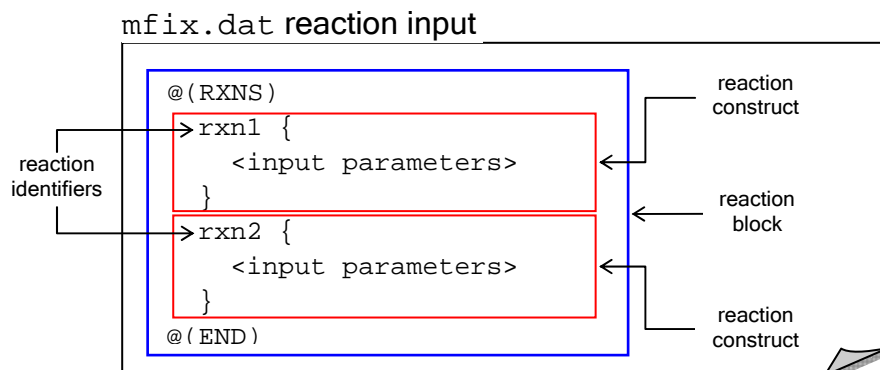 mfix.dat reaction input
@(RXNS)
rxn1 {
<input parameters>
}
rxn2 {
<input parameters>
}
@(END)
reaction
identifiers
reaction
construct
reaction
block
reaction
construct